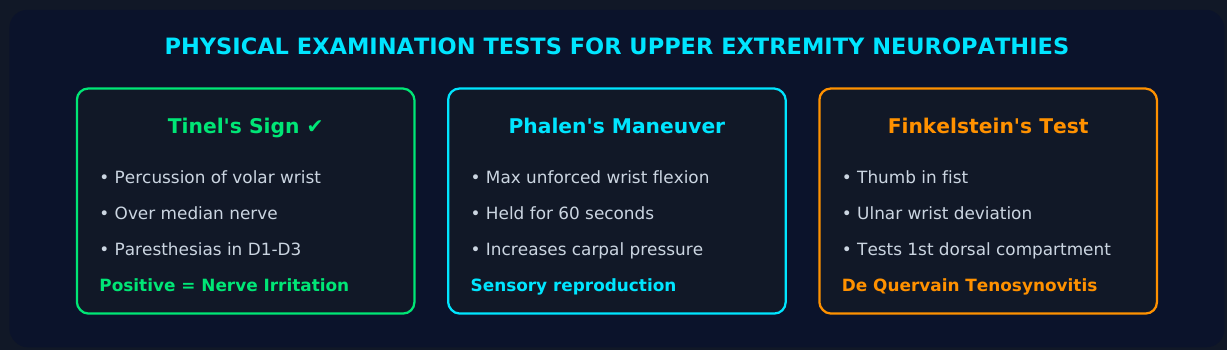 PHYSICAL EXAMINATION TESTS FOR UPPER EXTREMITY NEUROPATHIES
Tinel's Sign ✔
• Percussion of volar wrist
• Over median nerve
• Paresthesias in D1-D3
Positive = Nerve Irritation
Phalen's Maneuver
• Max unforced wrist flexion
• Held for 60 seconds
• Increases carpal pressure
Sensory reproduction
Finkelstein's Test
• Thumb in fist
• Ulnar wrist deviation
• Tests 1st dorsal compartment
De Quervain Tenosynovitis